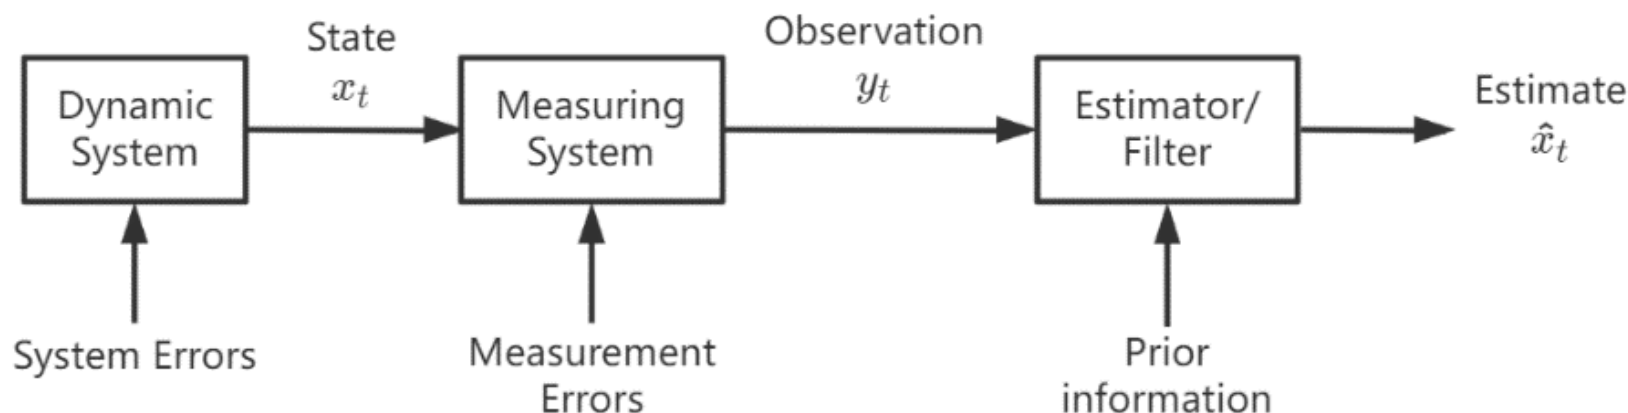 State
x_t
Observation
y_t
Dynamic
System
Measuring
System
Estimator/
Filter
Estimate
x̂_t
System Errors
Measurement
Errors
Prior
information